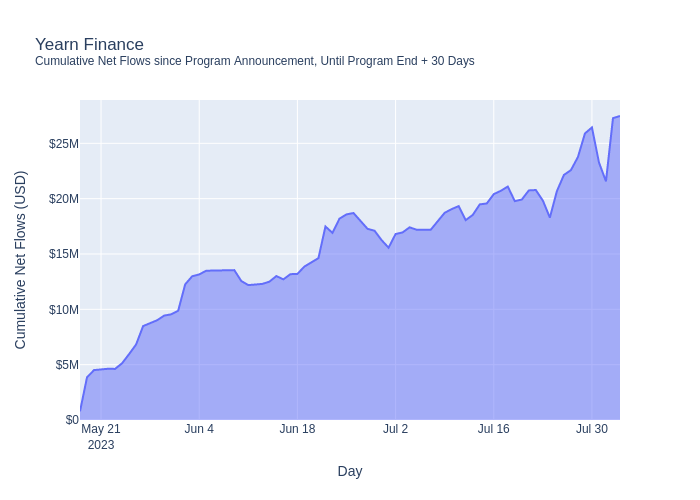 Yearn Finance
Cumulative Net Flows since Program Announcement, Until Program End + 30 Days
Cumulative Net Flows (USD)
$25M
$20M
$15M
$10M
$5M
$0
May 21
2023
Jun 4
Jun 18
Jul 2
Jul 16
Jul 30
Day